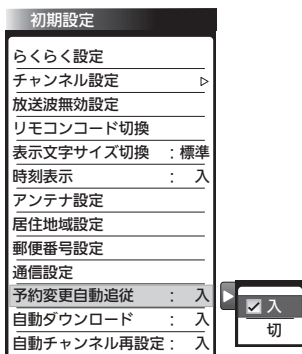 初期設定
らくらく設定
チャンネル設定
放送波無効設定
リモコンコード切換
表示文字サイズ切換 : 標準
時刻表示 : 入
アンテナ設定
居住地域設定
郵便番号設定
通信設定
予約変更自動追従 : 入
自動ダウンロード : 入
自動チャンネル再設定 : 入
入
切